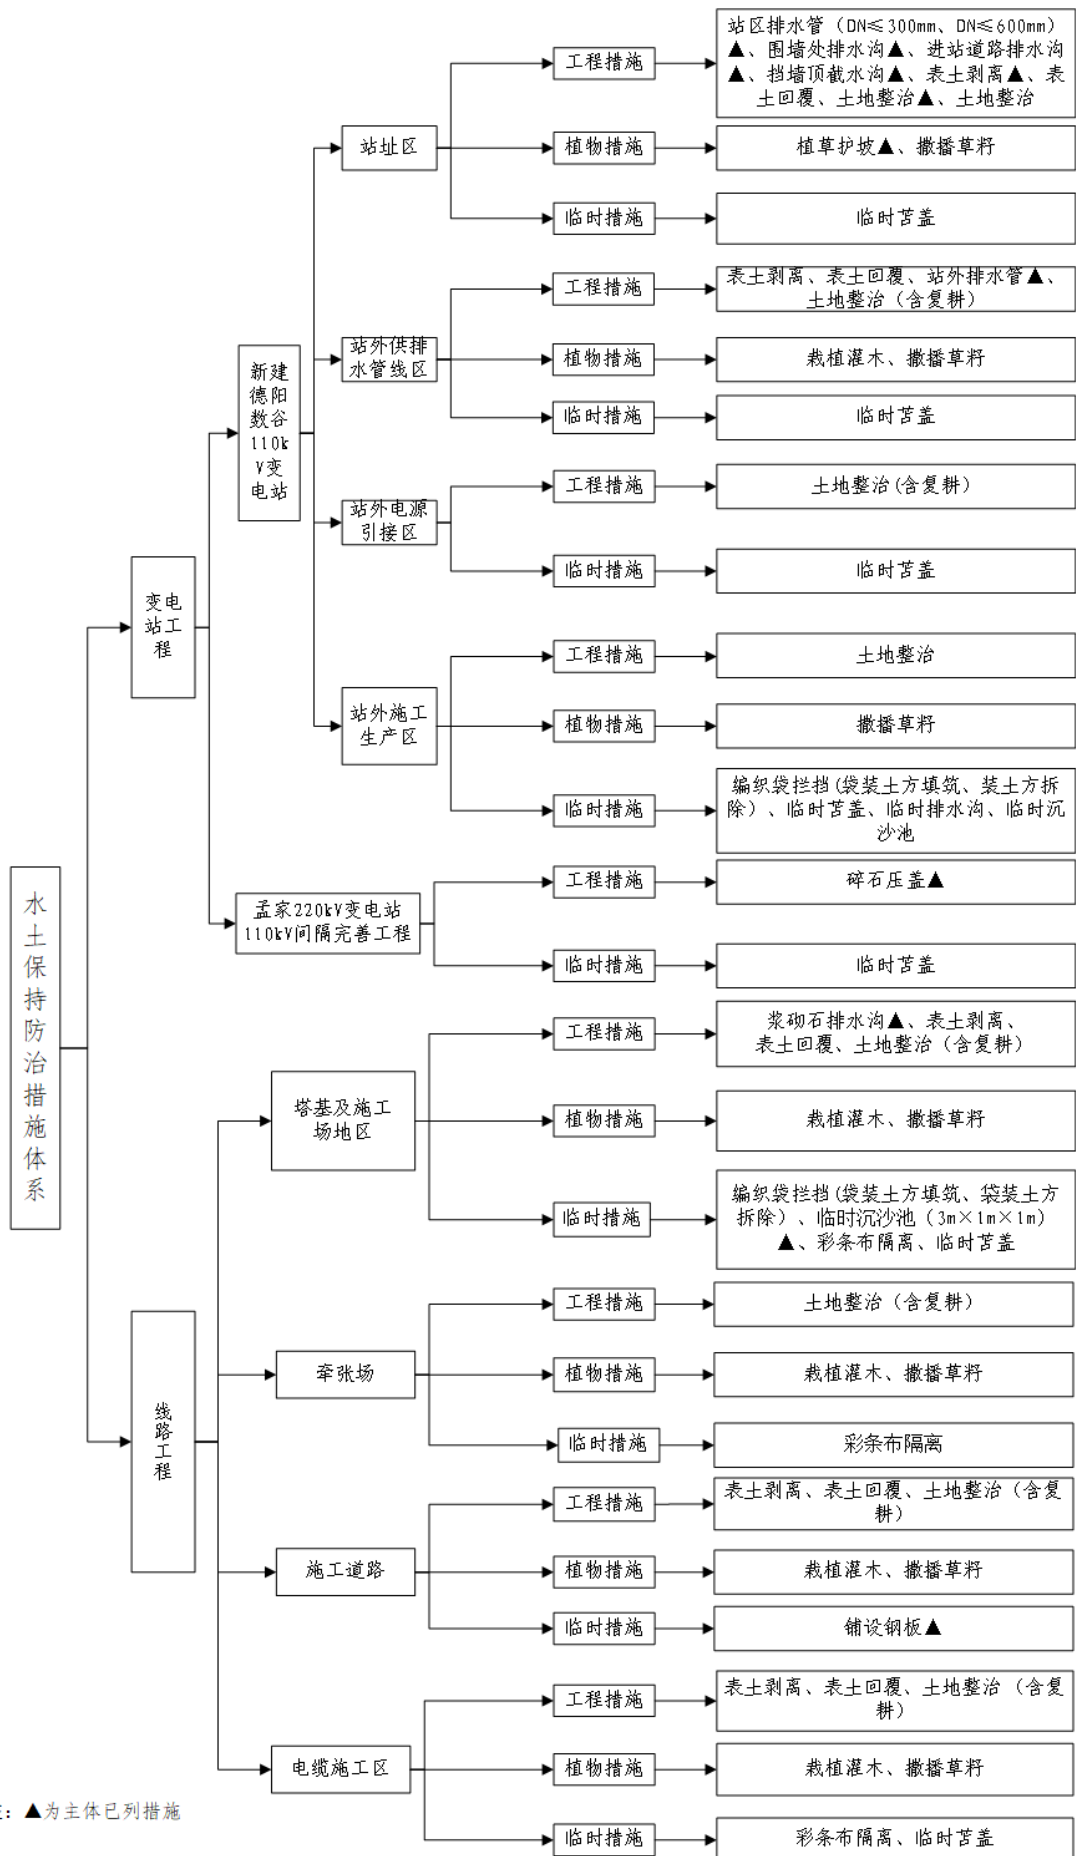 水土保持防治措施体系
变电
站工
程
新建
德阳
数谷
110k
V变
电站
站址区
工程措施
站区排水管（DN≤300mm、DN≤600mm）
▲、围墙处排水沟▲、进站道路排水沟
▲、挡墙顶截水沟▲、表土剥离▲、表
土回覆、土地整治▲、土地整治
植物措施
植草护坡▲、撒播草籽
临时措施
临时苫盖
站外供排
水管线区
工程措施
表土剥离、表土回覆、站外排水管▲、
土地整治（含复耕）
植物措施
栽植灌木、撒播草籽
临时措施
临时苫盖
站外电源
引接区
工程措施
土地整治(含复耕）
临时措施
临时苫盖
站外施工
生产区
工程措施
土地整治
植物措施
撒播草籽
临时措施
编织袋拦挡(袋装土方填筑、装土方拆
除）、临时苫盖、临时排水沟、临时沉
沙池
孟家220kV变电站
110kV间隔完善工程
工程措施
碎石压盖▲
临时措施
临时苫盖
线
路
工
程
塔基及施工
场地区
工程措施
浆砌石排水沟▲、表土剥离、
表土回覆、土地整治（含复耕）
植物措施
栽植灌木、撒播草籽
临时措施
编织袋拦挡(袋装土方填筑、袋装土方
拆除）、临时沉沙池（3m×1m×1m）
▲、彩条布隔离、临时苫盖
牵张场
工程措施
土地整治（含复耕）
植物措施
栽植灌木、撒播草籽
临时措施
彩条布隔离
施工道路
工程措施
表土剥离、表土回覆、土地整治（含复
耕）
植物措施
栽植灌木、撒播草籽
临时措施
铺设钢板▲
电缆施工区
工程措施
表土剥离、表土回覆、土地整治 （含复
耕）
植物措施
栽植灌木、撒播草籽
临时措施
彩条布隔离、临时苫盖
：▲为主体已列措施